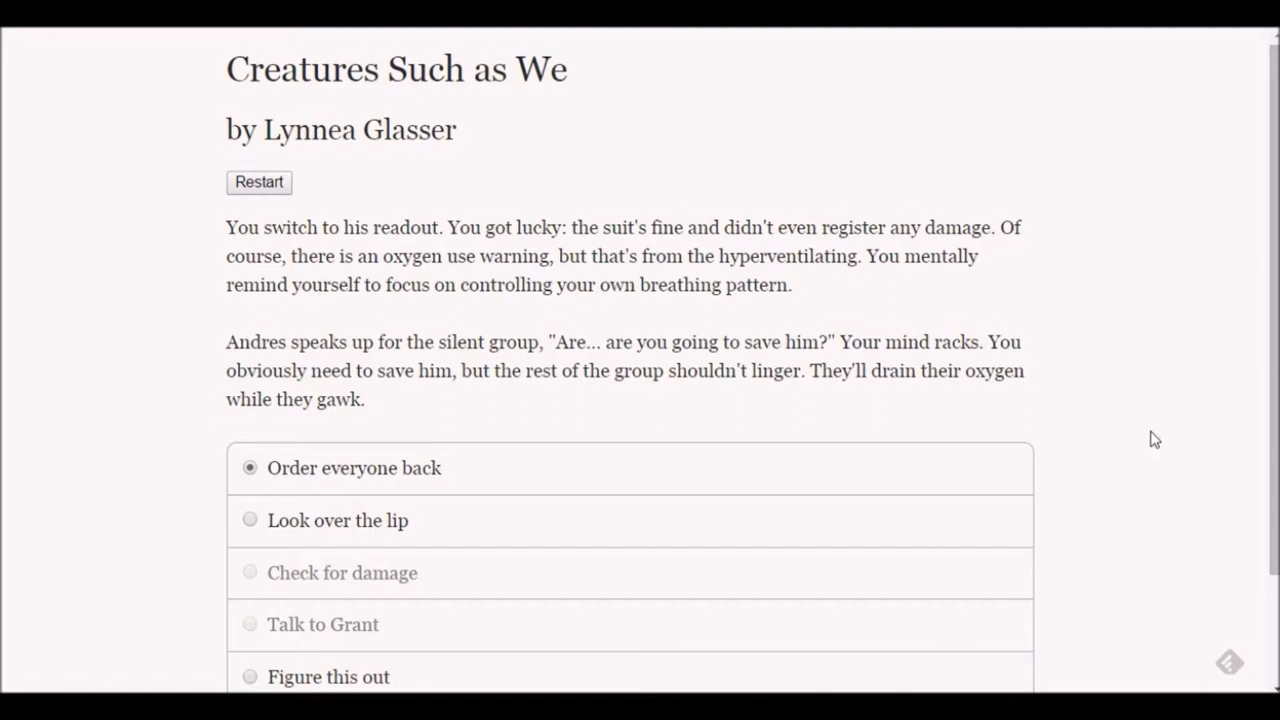 Creatures Such as We
by Lynnea Glasser
Restart
You switch to his readout. You got lucky: the suit's fine and didn't even register any damage. Of
course, there is an oxygen use warning, but that's from the hyperventilating. You mentally
remind yourself to focus on controlling your own breathing pattern.
Andres speaks up for the silent group, "Are... are you going to save him?" Your mind racks. You
obviously need to save him, but the rest of the group shouldn't linger. They'll drain their oxygen
while they gawk.
Order everyone back
Look over the lip
Check for damage
Talk to Grant
Figure this out